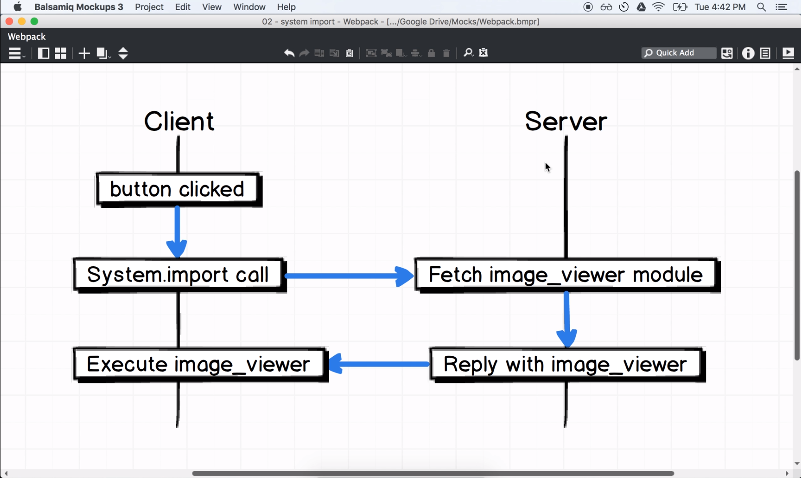 Balsamiq Mockups 3 Project Edit View Window Help Tue 4:42 PM
02 - system import - Webpack - [.../Google Drive/Mocks/Webpack.bmpr]
Webpack
Quick Add
Client Server
button clicked
System.import call Fetch image_viewer module
Execute image_viewer Reply with image_viewer